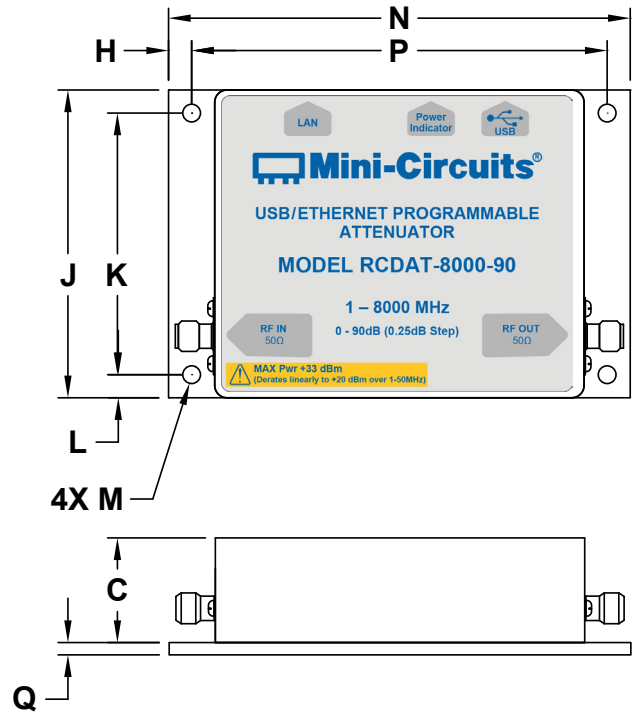 N
H
P
LAN
Power
Indicator
USB
Mini-Circuits®
USB/ETHERNET PROGRAMMABLE
ATTENUATOR
MODEL RCDAT-8000-90
J
K
1 – 8000 MHz
0 - 90dB (0.25dB Step)
RF IN
50Ω
RF OUT
50Ω
MAX Pwr +33 dBm
(Derates linearly to +20 dBm over 1-50MHz)
L
4X M
C
Q